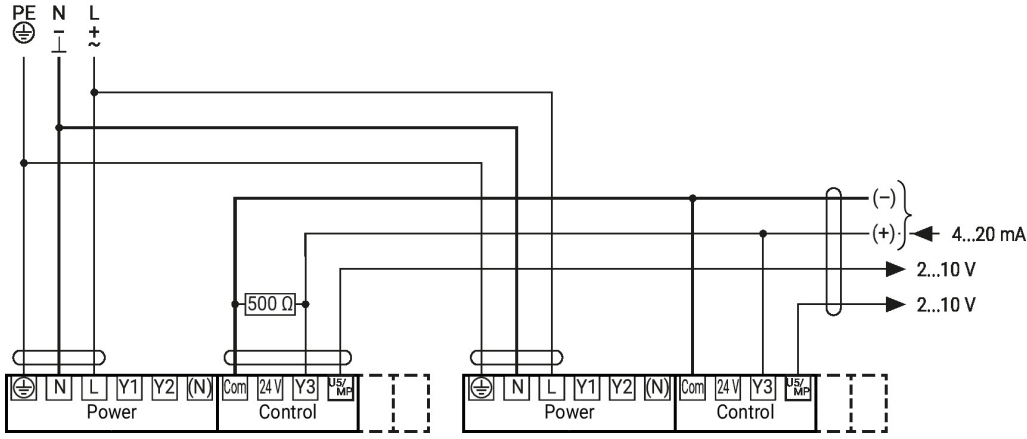 PE N L
- +
⊥ ~
(–)
(+) 4...20 mA
2...10 V
500 Ω 2...10 V
N L Y1 Y2 (N) Com 24 V Y3 U5/MP N L Y1 Y2 (N) Com 24 V Y3 U5/MP
Power Control Power Control